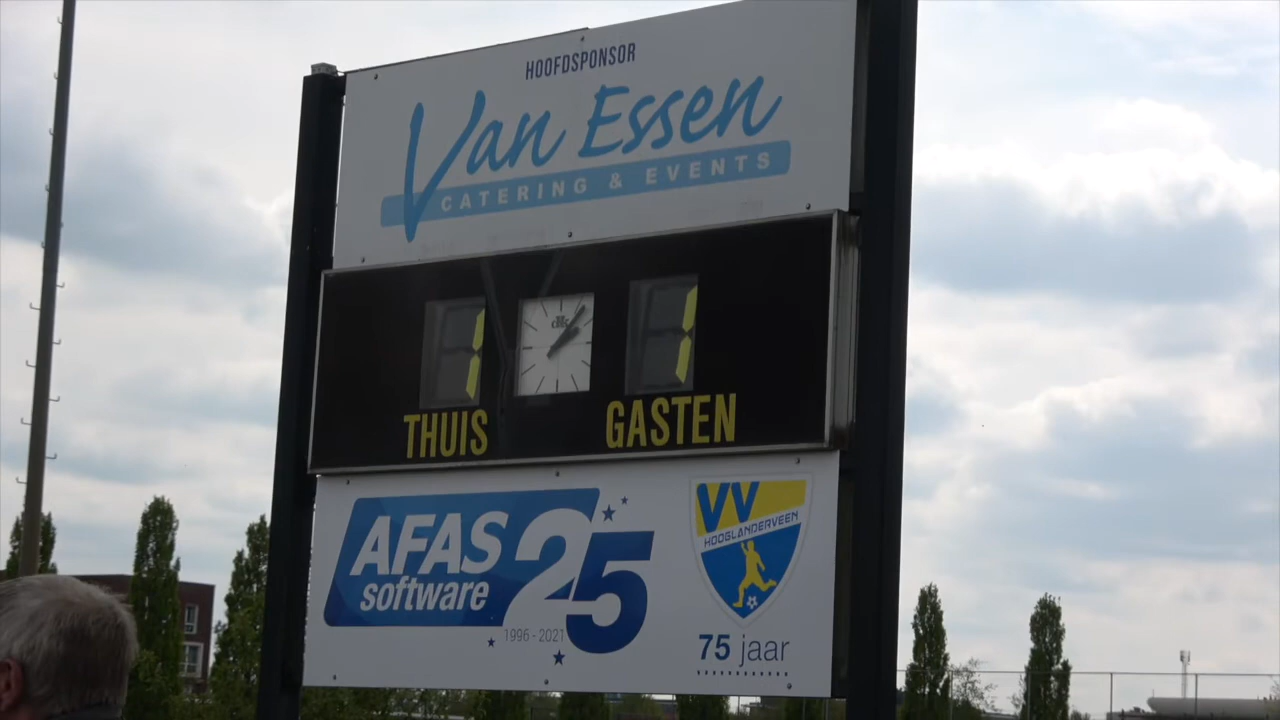 HOOFDSPONSOR
Van Essen
CATERING & EVENTS
1 1
THUIS GASTEN
AFAS
software
25
1996 - 2021
VV
HOOGLANDERVEEN
75 jaar